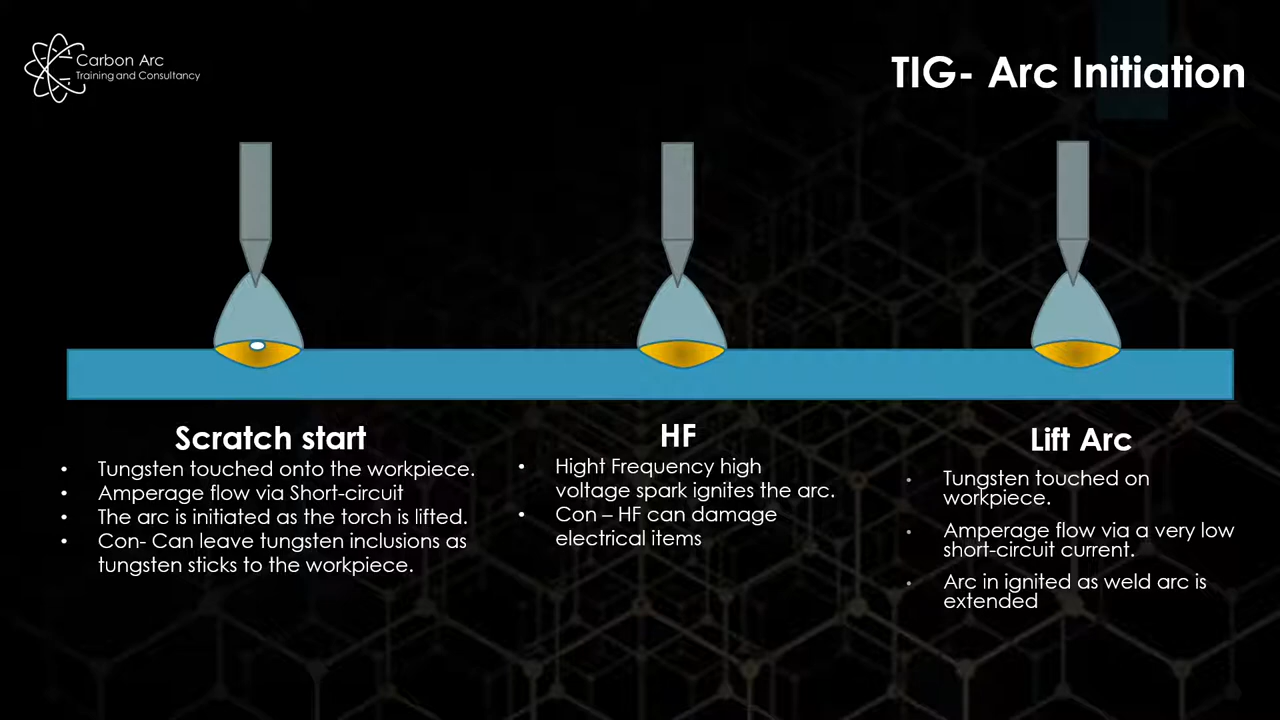 Carbon Arc
Training and Consultancy
TIG- Arc Initiation
Scratch start
• Tungsten touched onto the workpiece.
• Amperage flow via Short-circuit
• The arc is initiated as the torch is lifted.
• Con- Can leave tungsten inclusions as
tungsten sticks to the workpiece.
HF
• Hight Frequency high
voltage spark ignites the arc.
• Con – HF can damage
electrical items
Lift Arc
• Tungsten touched on
workpiece.
• Amperage flow via a very low
short-circuit current.
• Arc in ignited as weld arc is
extended